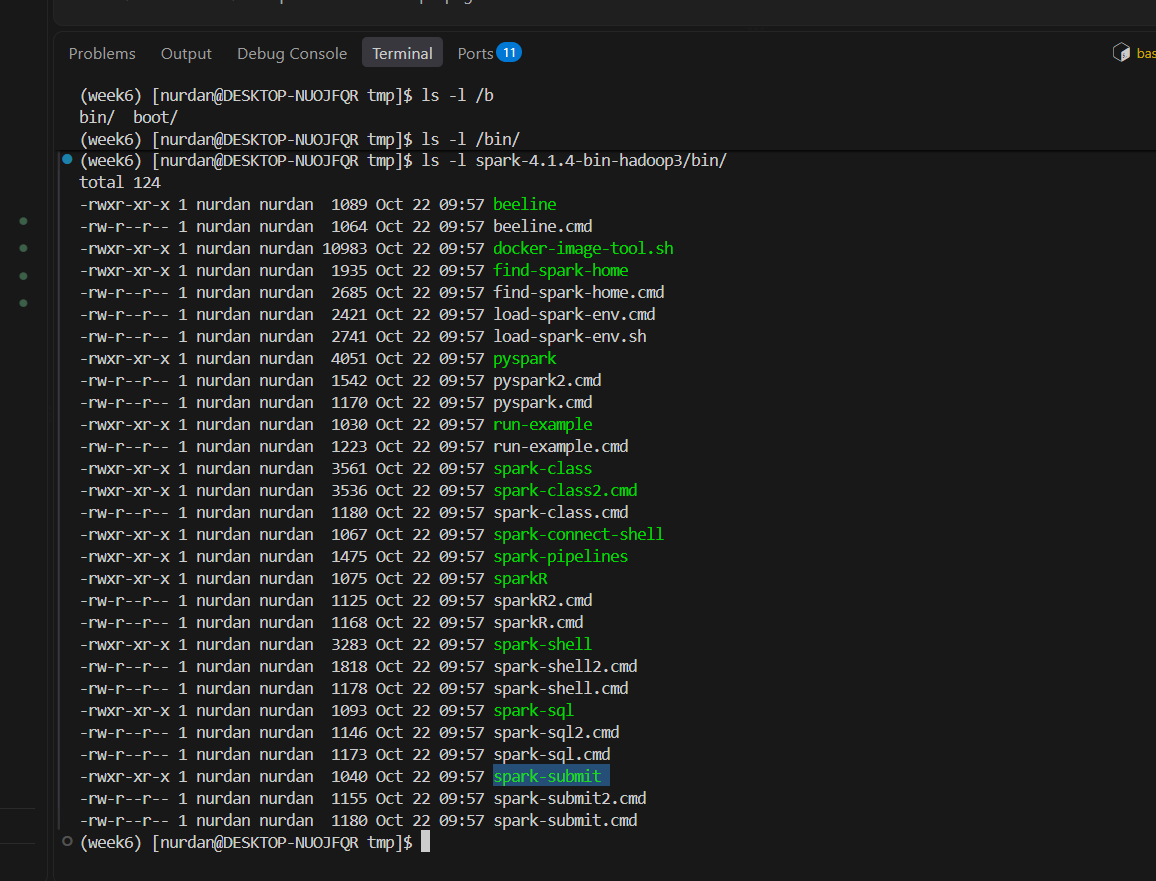 Problems Output Debug Console Terminal Ports 11
(week6) [nurdan@DESKTOP-NUOJFQR tmp]$ ls -l /b
bin/  boot/
(week6) [nurdan@DESKTOP-NUOJFQR tmp]$ ls -l /bin/
(week6) [nurdan@DESKTOP-NUOJFQR tmp]$ ls -l spark-4.1.4-bin-hadoop3/bin/
total 124
-rwxr-xr-x 1 nurdan nurdan  1089 Oct 22 09:57 beeline
-rw-r--r-- 1 nurdan nurdan  1064 Oct 22 09:57 beeline.cmd
-rwxr-xr-x 1 nurdan nurdan 10983 Oct 22 09:57 docker-image-tool.sh
-rwxr-xr-x 1 nurdan nurdan  1935 Oct 22 09:57 find-spark-home
-rw-r--r-- 1 nurdan nurdan  2685 Oct 22 09:57 find-spark-home.cmd
-rw-r--r-- 1 nurdan nurdan  2421 Oct 22 09:57 load-spark-env.cmd
-rw-r--r-- 1 nurdan nurdan  2741 Oct 22 09:57 load-spark-env.sh
-rwxr-xr-x 1 nurdan nurdan  4051 Oct 22 09:57 pyspark
-rw-r--r-- 1 nurdan nurdan  1542 Oct 22 09:57 pyspark2.cmd
-rw-r--r-- 1 nurdan nurdan  1170 Oct 22 09:57 pyspark.cmd
-rwxr-xr-x 1 nurdan nurdan  1030 Oct 22 09:57 run-example
-rw-r--r-- 1 nurdan nurdan  1223 Oct 22 09:57 run-example.cmd
-rwxr-xr-x 1 nurdan nurdan  3561 Oct 22 09:57 spark-class
-rwxr-xr-x 1 nurdan nurdan  3536 Oct 22 09:57 spark-class2.cmd
-rw-r--r-- 1 nurdan nurdan  1180 Oct 22 09:57 spark-class.cmd
-rwxr-xr-x 1 nurdan nurdan  1067 Oct 22 09:57 spark-connect-shell
-rwxr-xr-x 1 nurdan nurdan  1475 Oct 22 09:57 spark-pipelines
-rwxr-xr-x 1 nurdan nurdan  1075 Oct 22 09:57 sparkR
-rw-r--r-- 1 nurdan nurdan  1125 Oct 22 09:57 sparkR2.cmd
-rw-r--r-- 1 nurdan nurdan  1168 Oct 22 09:57 sparkR.cmd
-rwxr-xr-x 1 nurdan nurdan  3283 Oct 22 09:57 spark-shell
-rw-r--r-- 1 nurdan nurdan  1818 Oct 22 09:57 spark-shell2.cmd
-rw-r--r-- 1 nurdan nurdan  1178 Oct 22 09:57 spark-shell.cmd
-rwxr-xr-x 1 nurdan nurdan  1093 Oct 22 09:57 spark-sql
-rw-r--r-- 1 nurdan nurdan  1146 Oct 22 09:57 spark-sql2.cmd
-rw-r--r-- 1 nurdan nurdan  1173 Oct 22 09:57 spark-sql.cmd
-rwxr-xr-x 1 nurdan nurdan  1040 Oct 22 09:57 spark-submit
-rw-r--r-- 1 nurdan nurdan  1155 Oct 22 09:57 spark-submit2.cmd
-rw-r--r-- 1 nurdan nurdan  1180 Oct 22 09:57 spark-submit.cmd
(week6) [nurdan@DESKTOP-NUOJFQR tmp]$